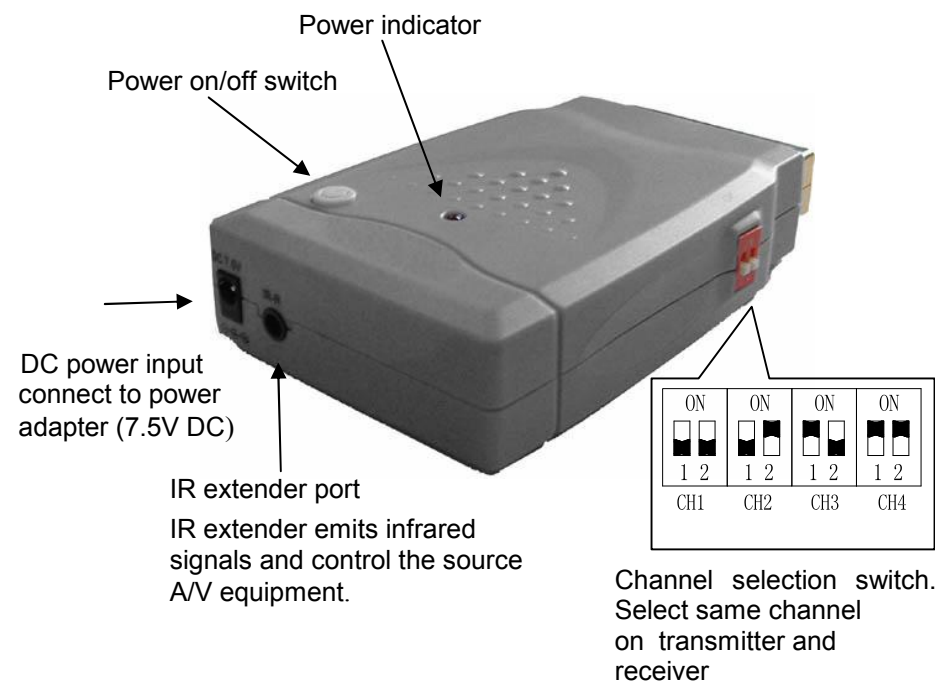 Power indicator
Power on/off switch
DC power input
connect to power
adapter (7.5V DC)
IR extender port
IR extender emits infrared
signals and control the source
A/V equipment.
ON ON ON ON
1 2 1 2 1 2 1 2
CH1 CH2 CH3 CH4
Channel selection switch.
Select same channel
on transmitter and
receiver